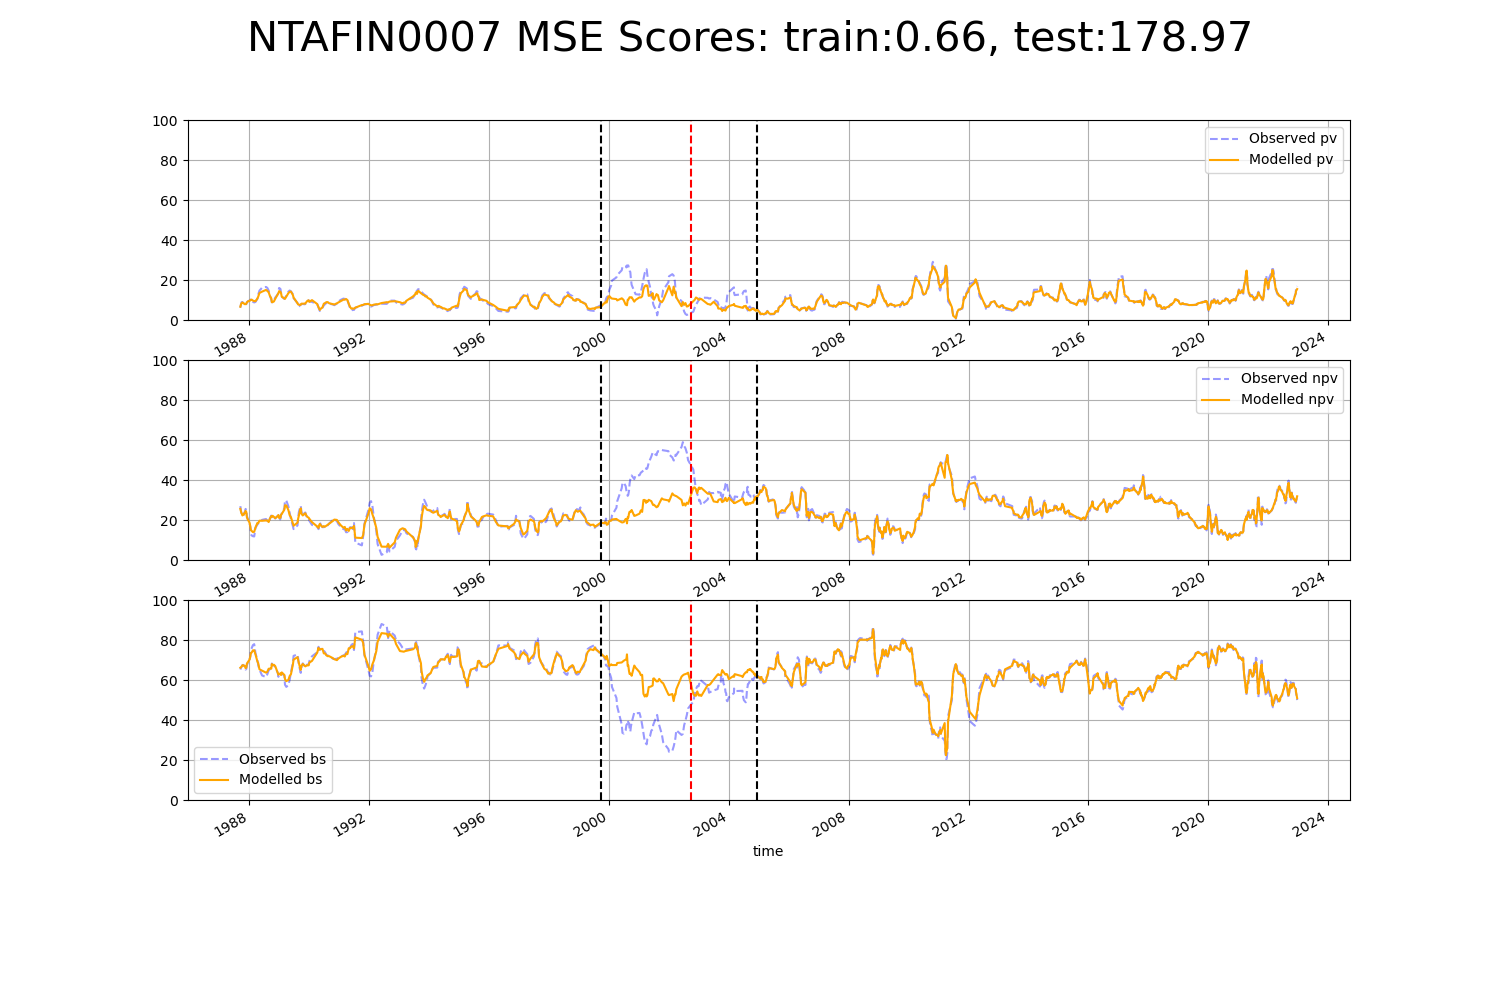 NTAFIN0007 MSE Scores: train:0.66, test:178.97
100
80
60
40
20
0
Observed pv
Modelled pv
1988 1992 1996 2000 2004 2008 2012 2016 2020 2024
100
80
60
40
20
0
Observed npv
Modelled npv
1988 1992 1996 2000 2004 2008 2012 2016 2020 2024
100
80
60
40
20
0
Observed bs
Modelled bs
1988 1992 1996 2000 2004 2008 2012 2016 2020 2024
time